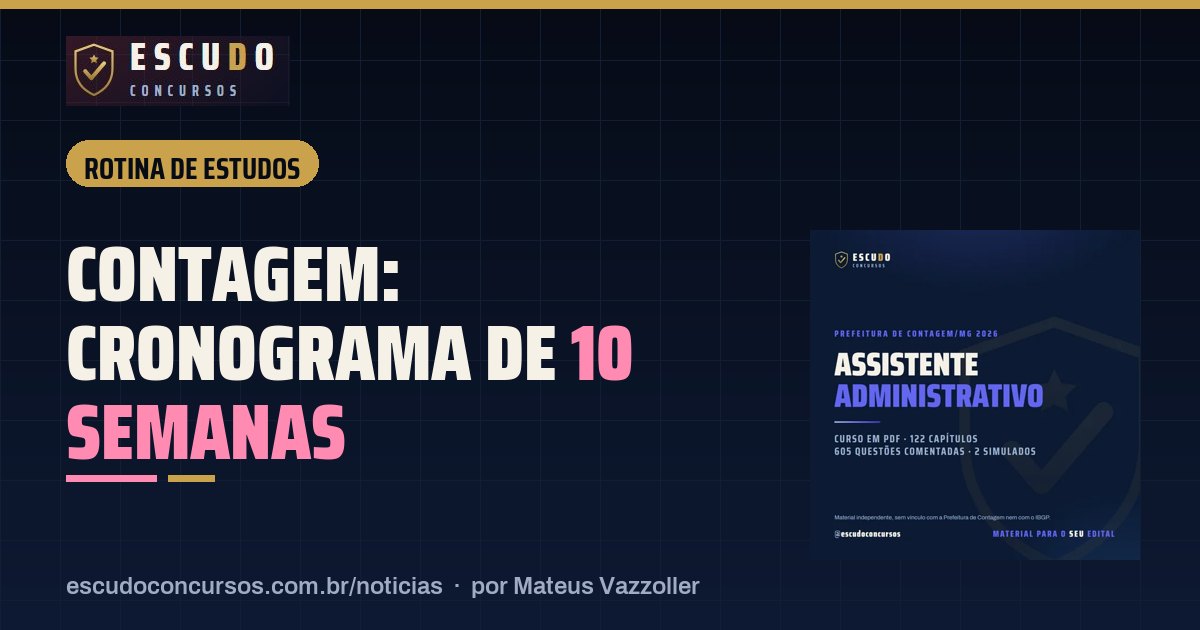 ESCUDO
CONCURSOS
ROTINA DE ESTUDOS
CONTAGEM:
CRONOGRAMA DE 10
SEMANAS
ESCUDO
CONCURSOS
PREFEITURA DE CONTAGEM/MG 2026
ASSISTENTE
ADMINISTRATIVO
CURSO EM PDF · 122 CAPÍTULOS
605 QUESTÕES COMENTADAS · 2 SIMULADOS
Material independente, sem vínculo com a Prefeitura de Contagem nem com o IBGP.
@escudoconcursos
MATERIAL PARA O SEU EDITAL
escudoconcursos.com.br/noticias · por Mateus Vazzoller